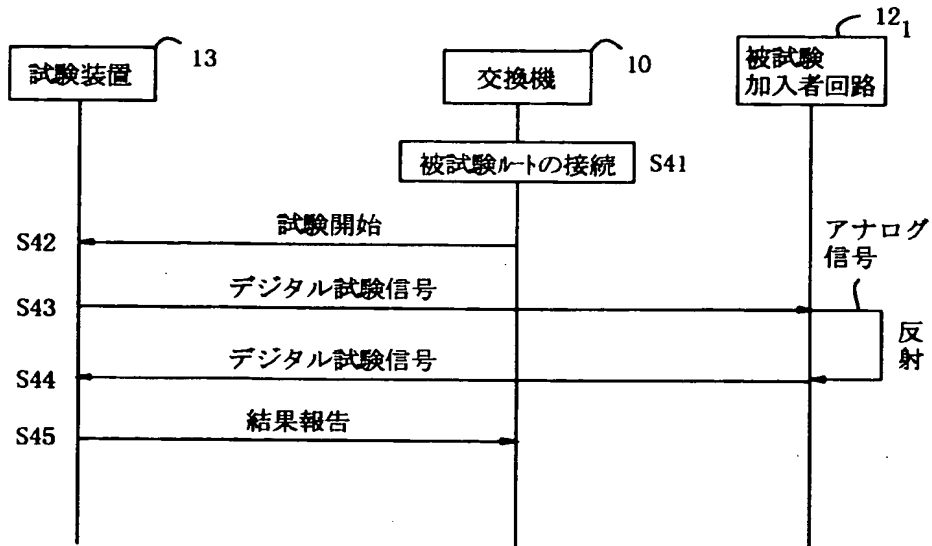 試験装置
13
交換機
10
被試験
加入者回路
12₁
被試験ルートの接続
S41
試験開始
S42
アナログ
信号
デジタル試験信号
S43
反
射
デジタル試験信号
S44
結果報告
S45